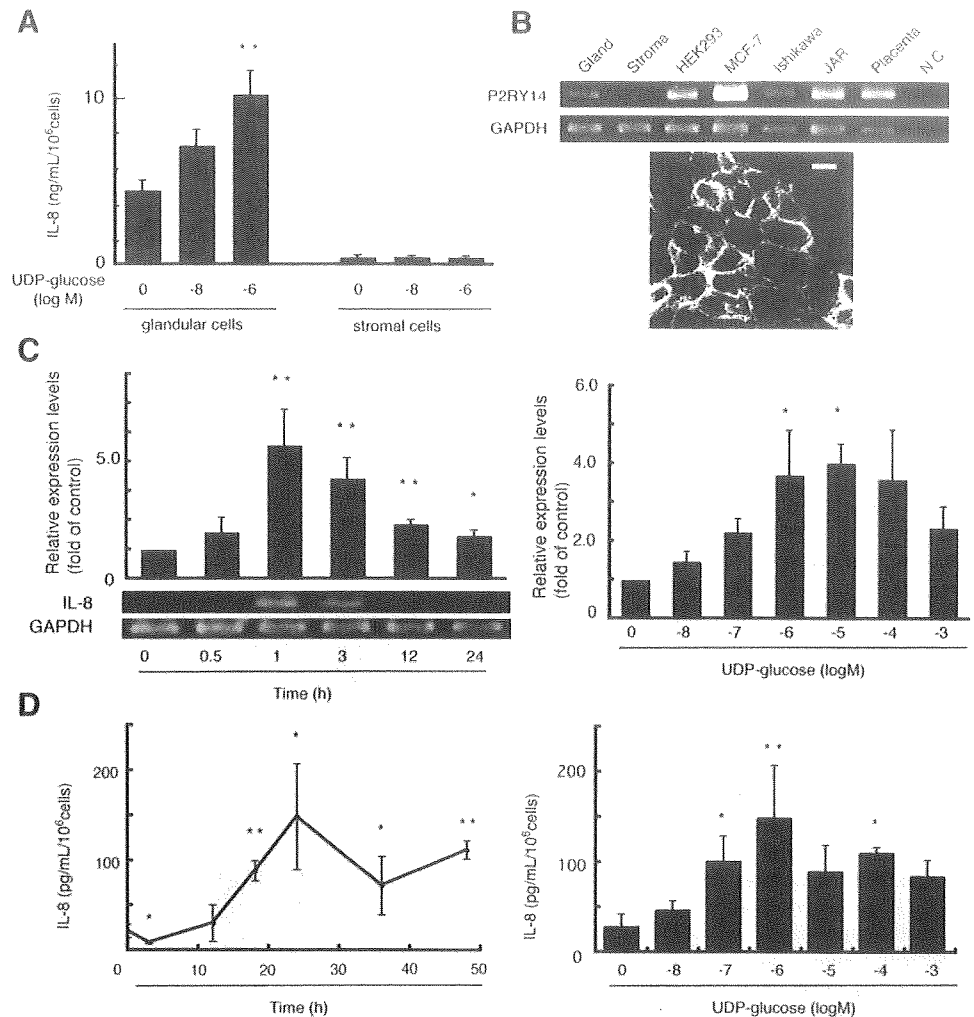 A
* *
IL-8 (ng/mL/10⁶cells)
10
0
UDP-glucose (log M)
0 -8 -6 0 -8 -6
glandular cells stromal cells
B
Gland Stroma HEK293 MCF-7 Ishikawa JAR Placenta N.C
P2RY14
GAPDH
C
Relative expression levels (fold of control)
5.0
0
* * * * * * *
IL-8
GAPDH
0 0.5 1 3 12 24
Time (h)
Relative expression levels (fold of control)
6.0
4.0
2.0
0
* *
0 -8 -7 -6 -5 -4 -3
UDP-glucose (logM)
D
IL-8 (pg/mL/10⁶cells)
200
100
* * * * * * *
0 10 20 30 40 50
Time (h)
IL-8 (pg/mL/10⁶cells)
200
100
0
* * * *
0 -8 -7 -6 -5 -4 -3
UDP-glucose (logM)